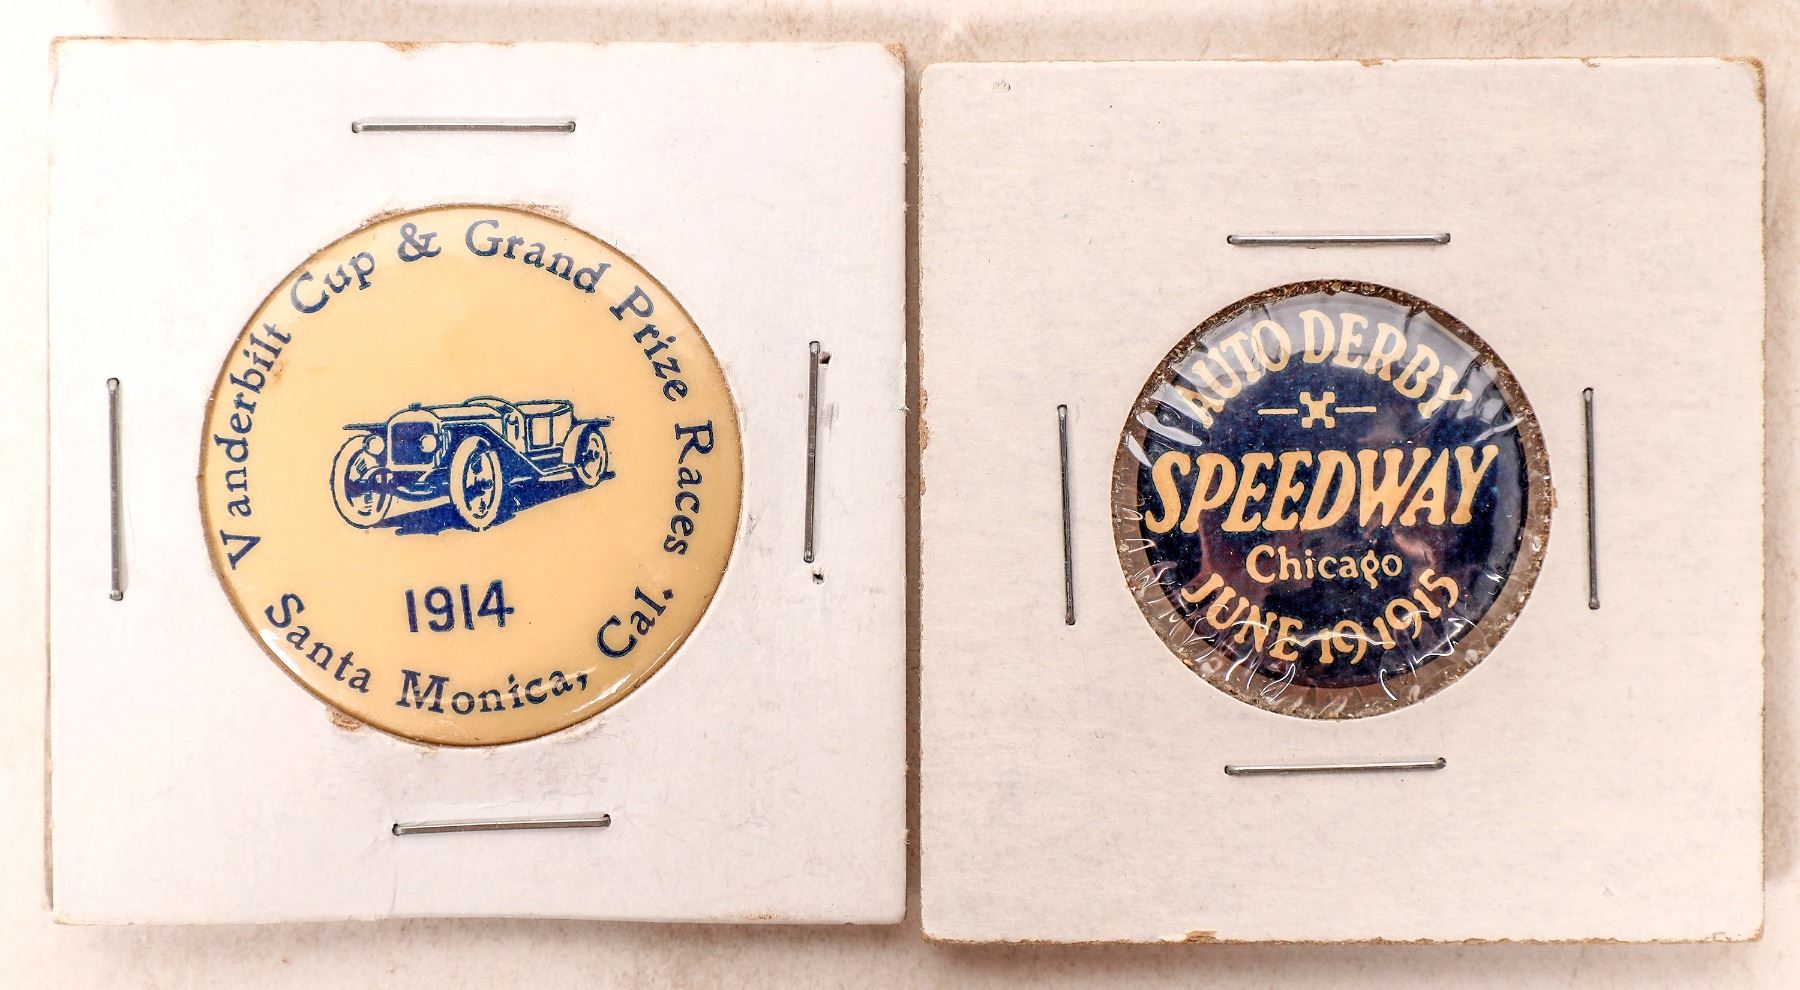 Vanderbilt Cup & Grand Prize Races
1914
Santa Monica, Cal.
AUTO DERBY
SPEEDWAY
Chicago
JUNE 19-1915